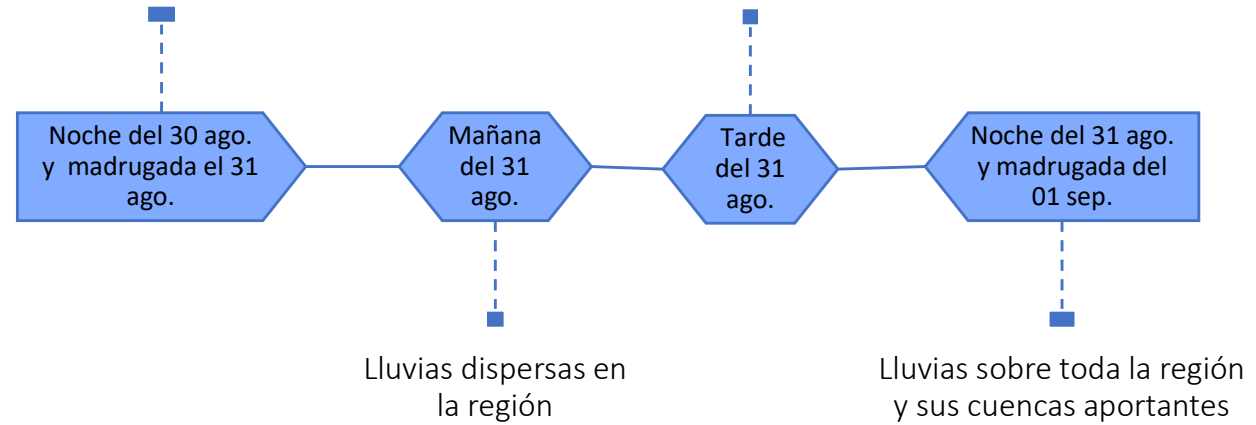 Noche del 30 ago.
y madrugada el 31
ago.
Mañana
del 31
ago.
Tarde
del 31
ago.
Noche del 31 ago.
y madrugada del
01 sep.
Lluvias dispersas en
la región
Lluvias sobre toda la región
y sus cuencas aportantes